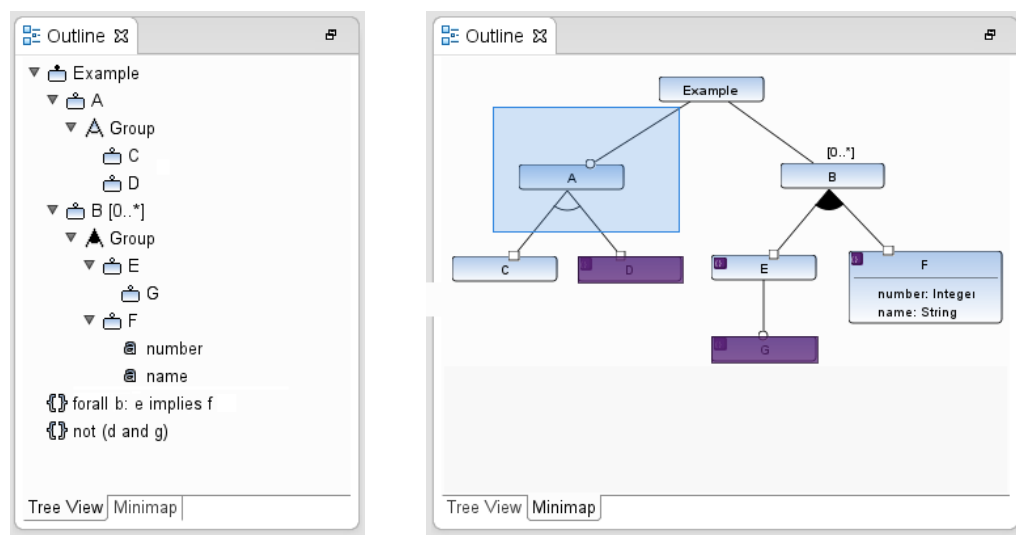 Outline
Example
A
Group
C
D
B [0..*]
Group
E
G
F
number
name
forall b: e implies f
not (d and g)
Tree View Minimap
Outline
Example
[0..*]
A
B
C
D
E
F
number: Integer
name: String
G
Tree View Minimap